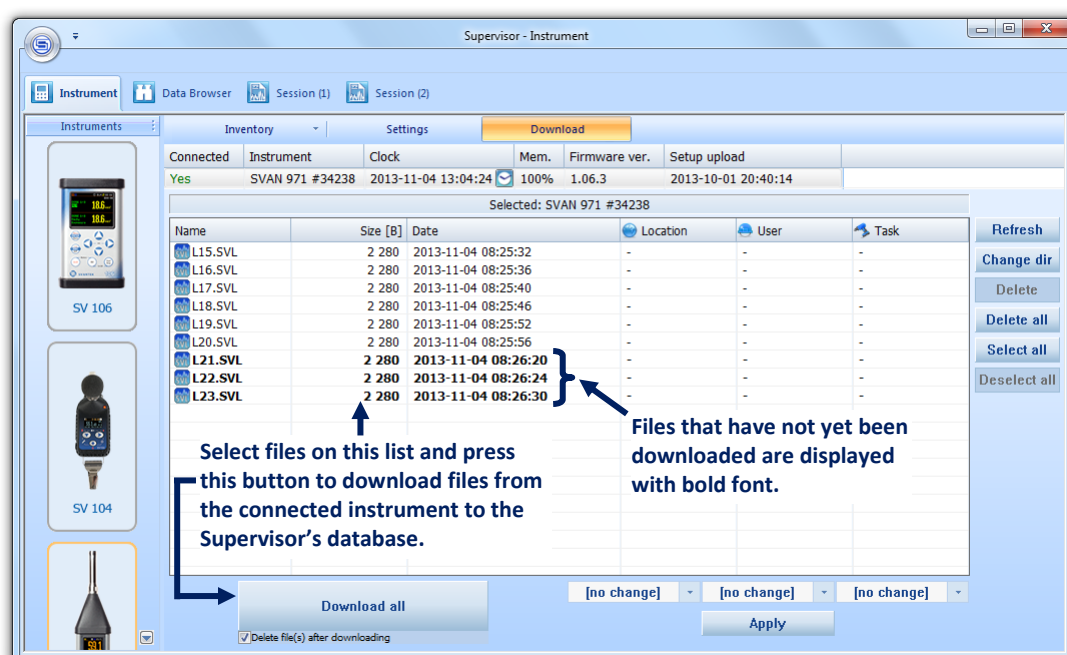 Supervisor - Instrument
Instrument Data Browser Session (1) Session (2)
Instruments
Inventory Settings Download
Connected Instrument Clock Mem. Firmware ver. Setup upload
Yes SVAN 971 #34238 2013-11-04 13:04:24 100% 1.06.3 2013-10-01 20:40:14
Selected: SVAN 971 #34238
Name Size [B] Date Location User Task
L15.SVL 2 280 2013-11-04 08:25:32 - - -
L16.SVL 2 280 2013-11-04 08:25:36 - - -
L17.SVL 2 280 2013-11-04 08:25:40 - - -
L18.SVL 2 280 2013-11-04 08:25:46 - - -
L19.SVL 2 280 2013-11-04 08:25:52 - - -
L20.SVL 2 280 2013-11-04 08:25:56 - - -
L21.SVL 2 280 2013-11-04 08:26:20 - - -
L22.SVL 2 280 2013-11-04 08:26:24 - - -
L23.SVL 2 280 2013-11-04 08:26:30 - - -
Refresh
Change dir
Delete
Delete all
Select all
Deselect all
18.6
18.6
SV 106
SV 104
59.1
Files that have not yet been
downloaded are displayed
with bold font.
Select files on this list and press
this button to download files from
the connected instrument to the
Supervisor’s database.
Download all
Delete file(s) after downloading
[no change] [no change] [no change]
Apply